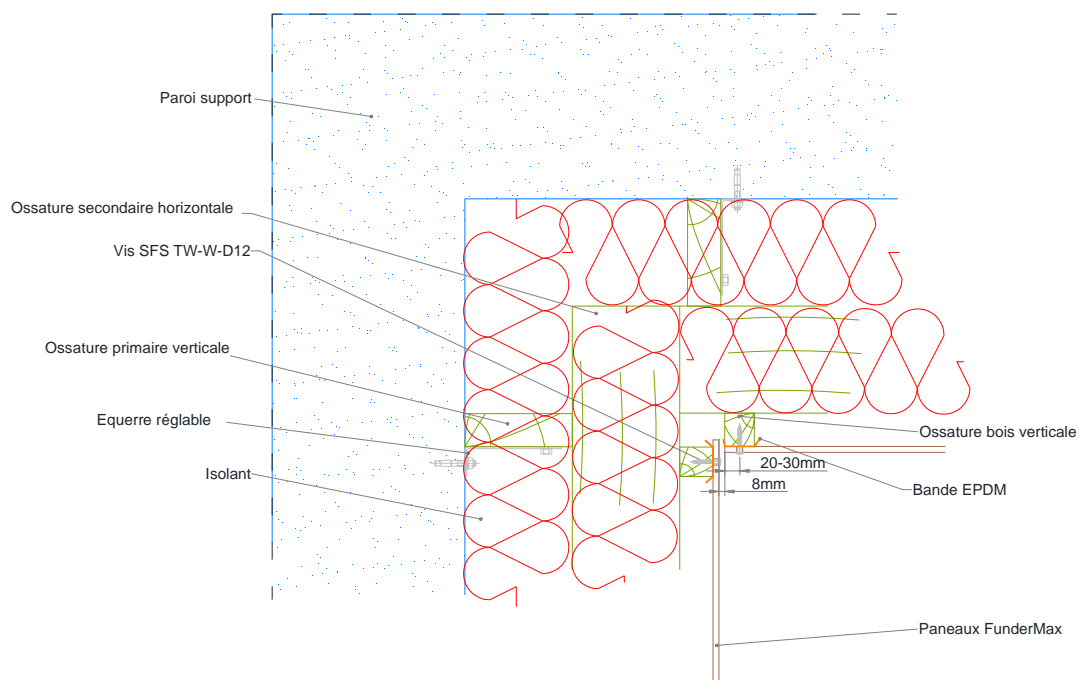 Paroi support
Ossature secondaire horizontale
Vis SFS TW-W-D12
Ossature primaire verticale
Equerre réglable
Isolant
Ossature bois verticale
20-30mm
8mm
Bande EPDM
Paneaux FunderMax